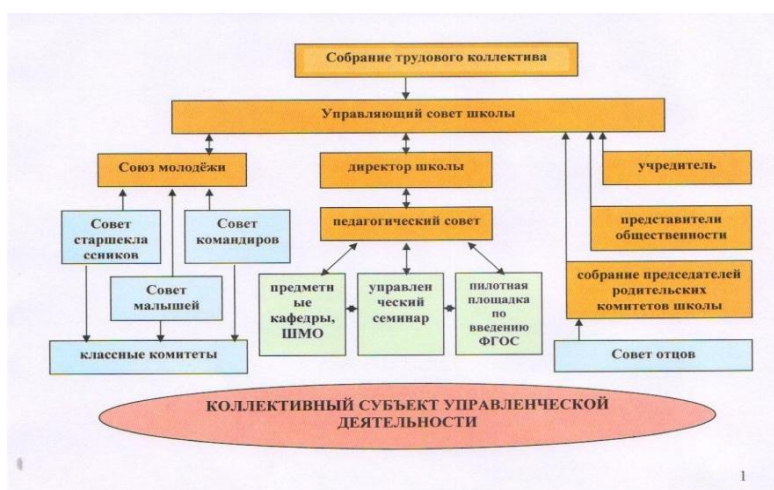 Собрание трудового коллектива
Управляющий совет школы
Союз молодёжи
директор школы
учредитель
Совет
старшекла
ссников
Совет
командиров
педагогический совет
представители
общественности
Совет
малышей
предметн
ые
кафедры,
ШМО
управлен
ческий
семинар
пилотная
площадка
по
введению
ФГОС
собрание председателей
родительских
комитетов школы
классные комитеты
Совет отцов
КОЛЛЕКТИВНЫЙ СУБЪЕКТ УПРАВЛЕНЧЕСКОЙ
ДЕЯТЕЛЬНОСТИ
1